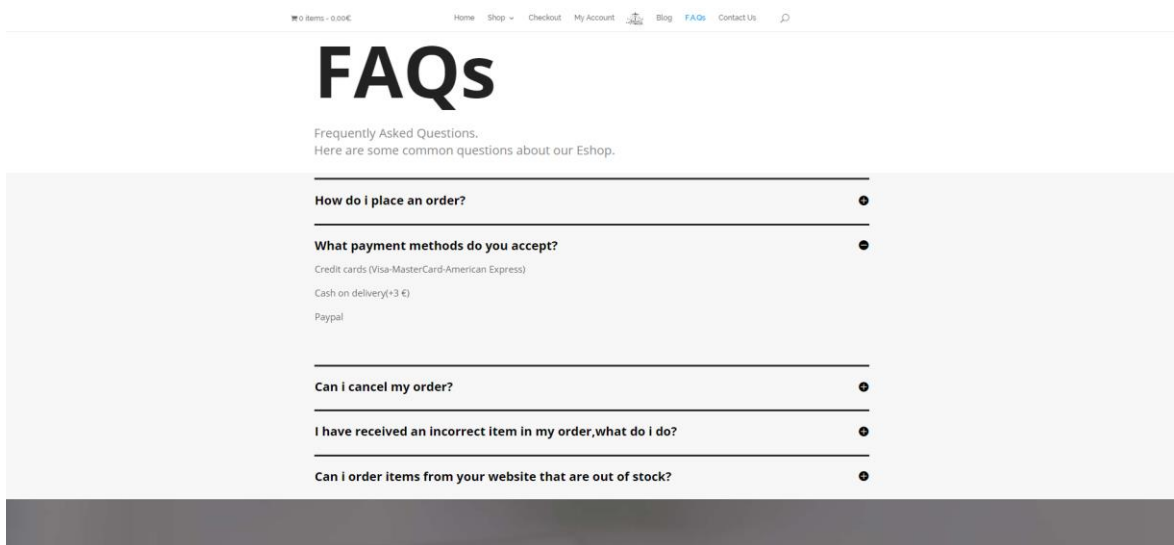 0 items - 0.00€ Home Shop Checkout My Account Blog F.A.Qs Contact Us
FAQs
Frequently Asked Questions.
Here are some common questions about our Eshop.
How do i place an order?
What payment methods do you accept?
Credit cards (Visa-MasterCard-American Express)
Cash on delivery(+3 €)
Paypal
Can i cancel my order?
I have received an incorrect item in my order,what do i do?
Can i order items from your website that are out of stock?